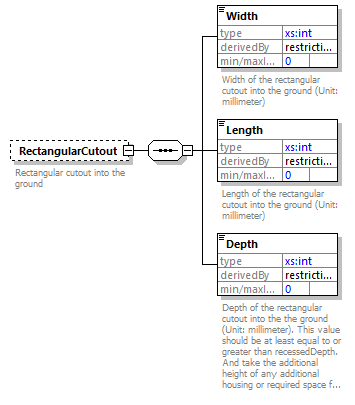 Width
type xs:int
derivedBy restricti...
min/maxI... 0
Width of the rectangular
cutout into the ground (Unit:
millimeter)
RectangularCutout
Rectangular cutout into the
ground
Length
type xs:int
derivedBy restricti...
min/maxI... 0
Length of the rectangular
cutout into the ground (Unit:
millimeter)
Depth
type xs:int
derivedBy restricti...
min/maxI... 0
Depth of the rectangular
cutout into the the ground
(Unit: millimeter). This value
should be at least equal to or
greater than recessedDepth.
And take the additional
height of any additional
housing or required space f...